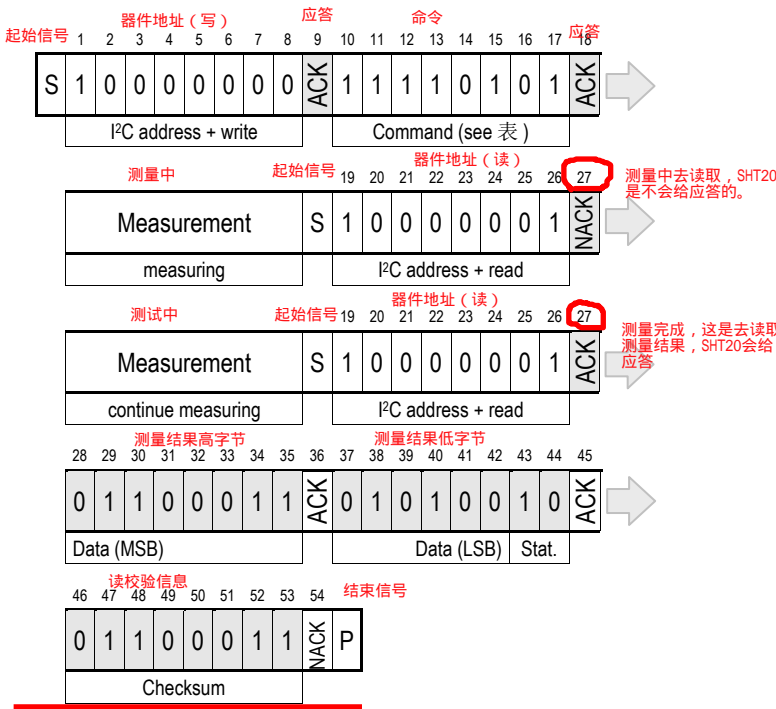 器件地址（写） 应答 命令 应答
起始信号 1 2 3 4 5 6 7 8 9 10 11 12 13 14 15 16 17 18
S 1 0 0 0 0 0 0 0 ACK 1 1 1 1 0 1 0 1 ACK
I²C address + write Command (see 表 )
测量中 起始信号 器件地址（读）
19 20 21 22 23 24 25 26 27
Measurement S 1 0 0 0 0 0 0 1 NACK
measuring I²C address + read
测量中去读取，SHT20
是不会给应答的。
测试中 起始信号 器件地址（读）
19 20 21 22 23 24 25 26 27
Measurement S 1 0 0 0 0 0 0 1 ACK
continue measuring I²C address + read
测量完成，这是去读取
测量结果，SHT20会给
应答
测量结果高字节 测量结果低字节
28 29 30 31 32 33 34 35 36 37 38 39 40 41 42 43 44 45
0 1 1 0 0 0 1 1 ACK 0 1 0 1 0 0 1 0 ACK
Data (MSB) Data (LSB) Stat.
读校验信息 结束信号
46 47 48 49 50 51 52 53 54
0 1 1 0 0 0 1 1 NACK P
Checksum